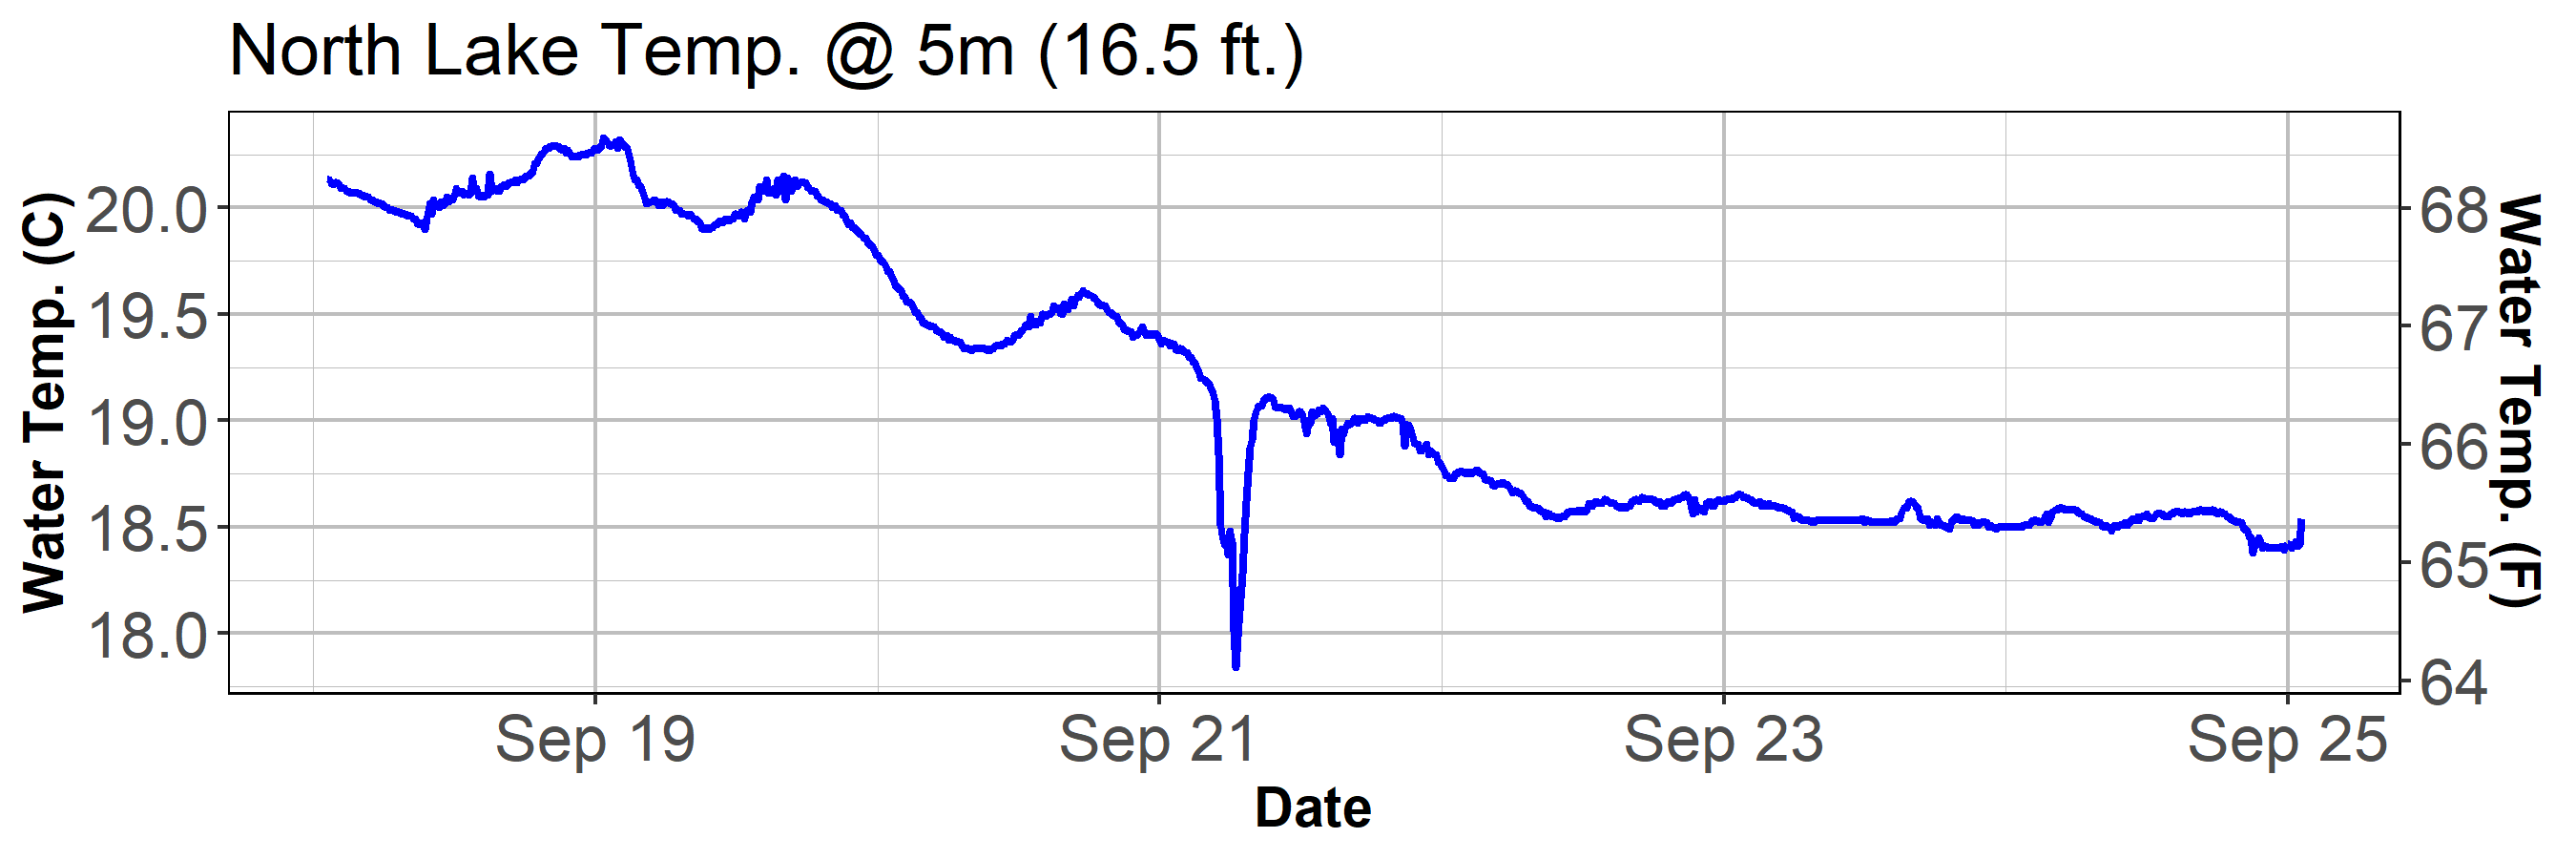 North Lake Temp. @ 5m (16.5 ft.)
Water Temp. (C)
20.0
19.5
19.0
18.5
18.0
68
67
66
65
64
Water Temp. (F)
Sep 19
Sep 21
Sep 23
Sep 25
Date